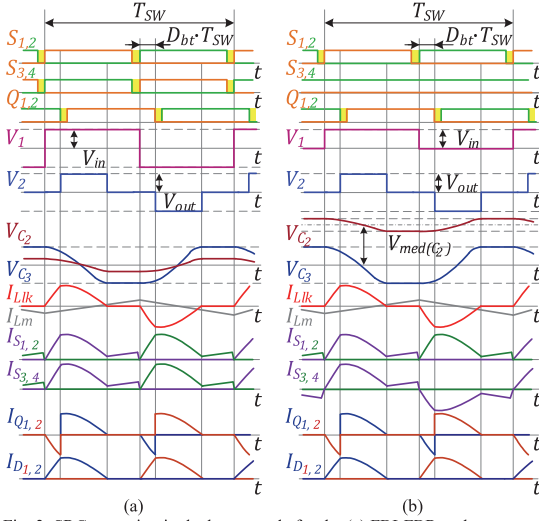 T_SW T_SW
D_bt·T_SW D_bt·T_SW
S_1,2 t S_1,2 t
S_3,4 t S_3,4 t
Q_1,2 t Q_1,2 t
V_1 V_in t V_1 V_in t
V_2 V_out t V_2 V_out t
V_C2 V_C2 V_med(C2)
V_C3 t V_C3 t
I_Llk I_Llk
I_Lm t I_Lm t
I_S1,2 t I_S1,2 t
I_S3,4 t I_S3,4 t
I_Q1,2 t I_Q1,2 t
I_D1,2 t I_D1,2 t
(a) (b)